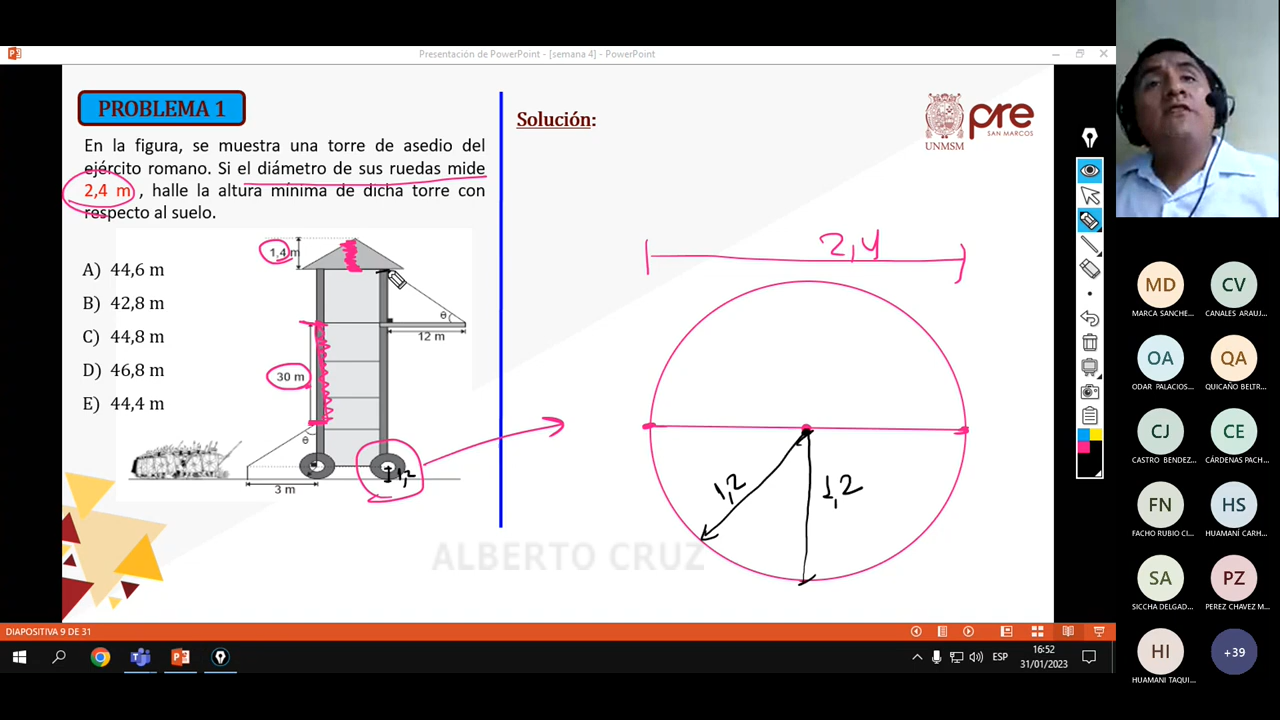 Presentación de PowerPoint - [semana 4] - PowerPoint
PROBLEMA 1
En la figura, se muestra una torre de asedio del
ejército romano. Si el diámetro de sus ruedas mide
2,4 m , halle la altura mínima de dicha torre con
respecto al suelo.
A) 44,6 m
B) 42,8 m
C) 44,8 m
D) 46,8 m
E) 44,4 m
1,4 m
θ
12 m
30 m
θ
3 m
1,2
Solución:
UNMSM
pre
SAN MARCOS
2,4
1,2
1,2
ALBERTO CRUZ
MD
MARCA SANCHE...
CV
CANALES ARAUJ...
OA
ODAR PALACIOS...
QA
QUICAÑO BELTR...
CJ
CASTRO BENDEZ...
CE
CÁRDENAS PACH...
FN
FACHO RUBIO CI...
HS
HUAMANÍ CARH...
SA
SICCHA DELGAD...
PZ
PEREZ CHAVEZ M...
HI
HUAMANI TAQUI...
+39
DIAPOSITIVA 9 DE 31
ESP
16:52
31/01/2023